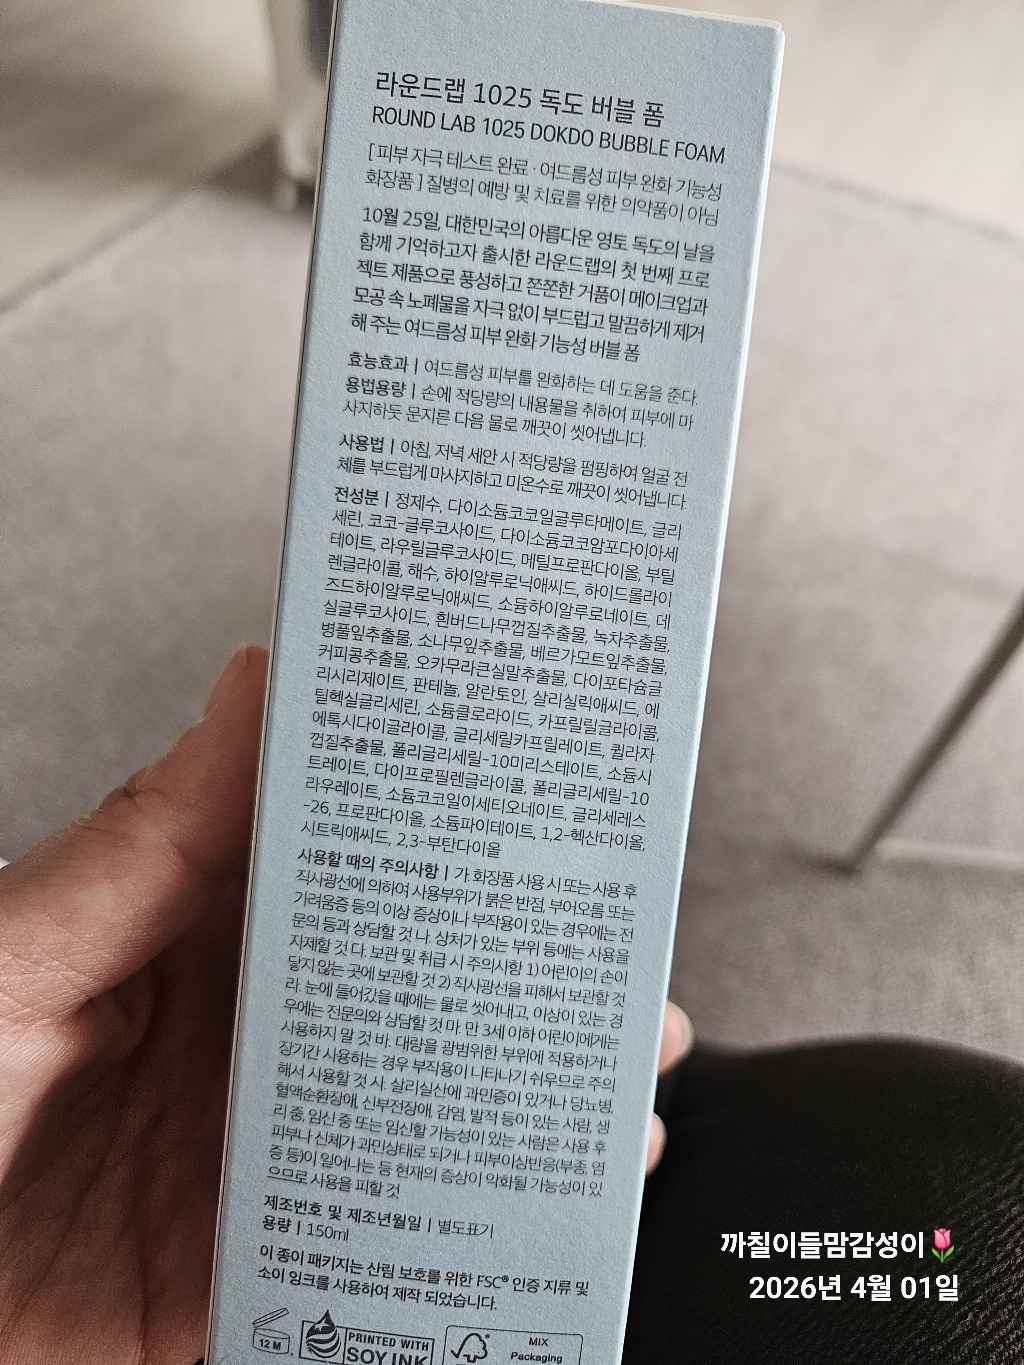 라운드랩 1025 독도 버블 폼
ROUND LAB 1025 DOKDO BUBBLE FOAM
[ 피부 자극 테스트 완료 · 여드름성 피부 완화 기능성
화장품 ] 질병의 예방 및 치료를 위한 의약품이 아님
10월 25일, 대한민국의 아름다운 영토 독도의 날을
함께 기억하고자 출시한 라운드랩의 첫 번째 프로
젝트 제품으로 풍성하고 쫀쫀한 거품이 메이크업과
모공 속 노폐물을 자극 없이 부드럽고 말끔하게 제거
해 주는 여드름성 피부 완화 기능성 버블 폼
효능효과 | 여드름성 피부를 완화하는 데 도움을 준다.
용법용량 | 손에 적당량의 내용물을 취하여 피부에 마
사지하듯 문지른 다음 물로 깨끗이 씻어냅니다.
사용법 | 아침, 저녁 세안 시 적당량을 펌핑하여 얼굴 전
체를 부드럽게 마사지하고 미온수로 깨끗이 씻어냅니다.
전성분 | 정제수, 다이소듐코코일글루타메이트, 글리
세린, 코코-글루코사이드, 다이소듐코코암포다이아세
테이트, 라우릴글루코사이드, 메틸프로판다이올, 부틸
렌글라이콜, 해수, 하이알루로닉애씨드, 하이드롤라이
즈드하이알루로닉애씨드, 소듐하이알루로네이트, 데
실글루코사이드, 흰버드나무껍질추출물, 녹차추출물,
병풀잎추출물, 소나무잎추출물, 베르가모트잎추출물,
커피콩추출물, 오카무라큰실말추출물, 다이포타슘글
리시리제이트, 판테놀, 알란토인, 살리실릭애씨드, 에
틸헥실글리세린, 소듐클로라이드, 카프릴릴글라이콜,
에톡시다이글라이콜, 글리세릴카프릴레이트, 퀼라자
껍질추출물, 폴리글리세릴-10미리스테이트, 소듐시
트레이트, 다이프로필렌글라이콜, 폴리글리세릴-10
라우레이트, 소듐코코일이세티오네이트, 글리세레스
-26, 프로판다이올, 소듐파이테이트, 1,2-헥산다이올,
시트릭애씨드, 2,3-부탄다이올
사용할 때의 주의사항 | 가. 화장품 사용 시 또는 사용 후
직사광선에 의하여 사용부위가 붉은 반점, 부어오름 또는
가려움증 등의 이상 증상이나 부작용이 있는 경우에는 전
문의 등과 상담할 것 나. 상처가 있는 부위 등에는 사용을
자제할 것 다. 보관 및 취급 시 주의사항 1) 어린이의 손이
닿지 않는 곳에 보관할 것 2) 직사광선을 피해서 보관할 것
라. 눈에 들어갔을 때에는 물로 씻어내고, 이상이 있는 경
우에는 전문의와 상담할 것 마. 만 3세 이하 어린이에게는
사용하지 말 것 바. 대량을 광범위한 부위에 적용하거나
장기간 사용하는 경우 부작용이 나타나기 쉬우므로 주의
해서 사용할 것 사. 살리실산에 과민증이 있거나 당뇨병,
혈액순환장애, 신부전장애, 감염, 발적 등이 있는 사람, 생
리 중, 임신 중 또는 임신할 가능성이 있는 사람은 사용 후
피부나 신체가 과민상태로 되거나 피부이상반응(부종, 염
증 등)이 일어나는 등 현재의 증상이 악화될 가능성이 있
으므로 사용을 피할 것
제조번호 및 제조년월일 | 별도표기
용량 | 150ml
이 종이 패키지는 산림 보호를 위한 FSC® 인증 지류 및
소이 잉크를 사용하여 제작 되었습니다.
12 M
PRINTED WITH
SOY INK
MIX
Packaging
까칠이들맘감성이🌷
2026년 4월 01일